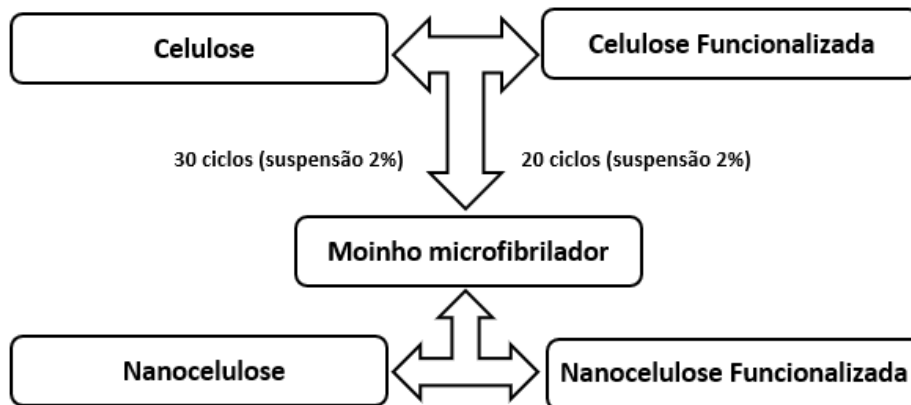 Celulose
Celulose Funcionalizada
30 ciclos (suspensão 2%)
20 ciclos (suspensão 2%)
Moinho microfibrilador
Nanocelulose
Nanocelulose Funcionalizada